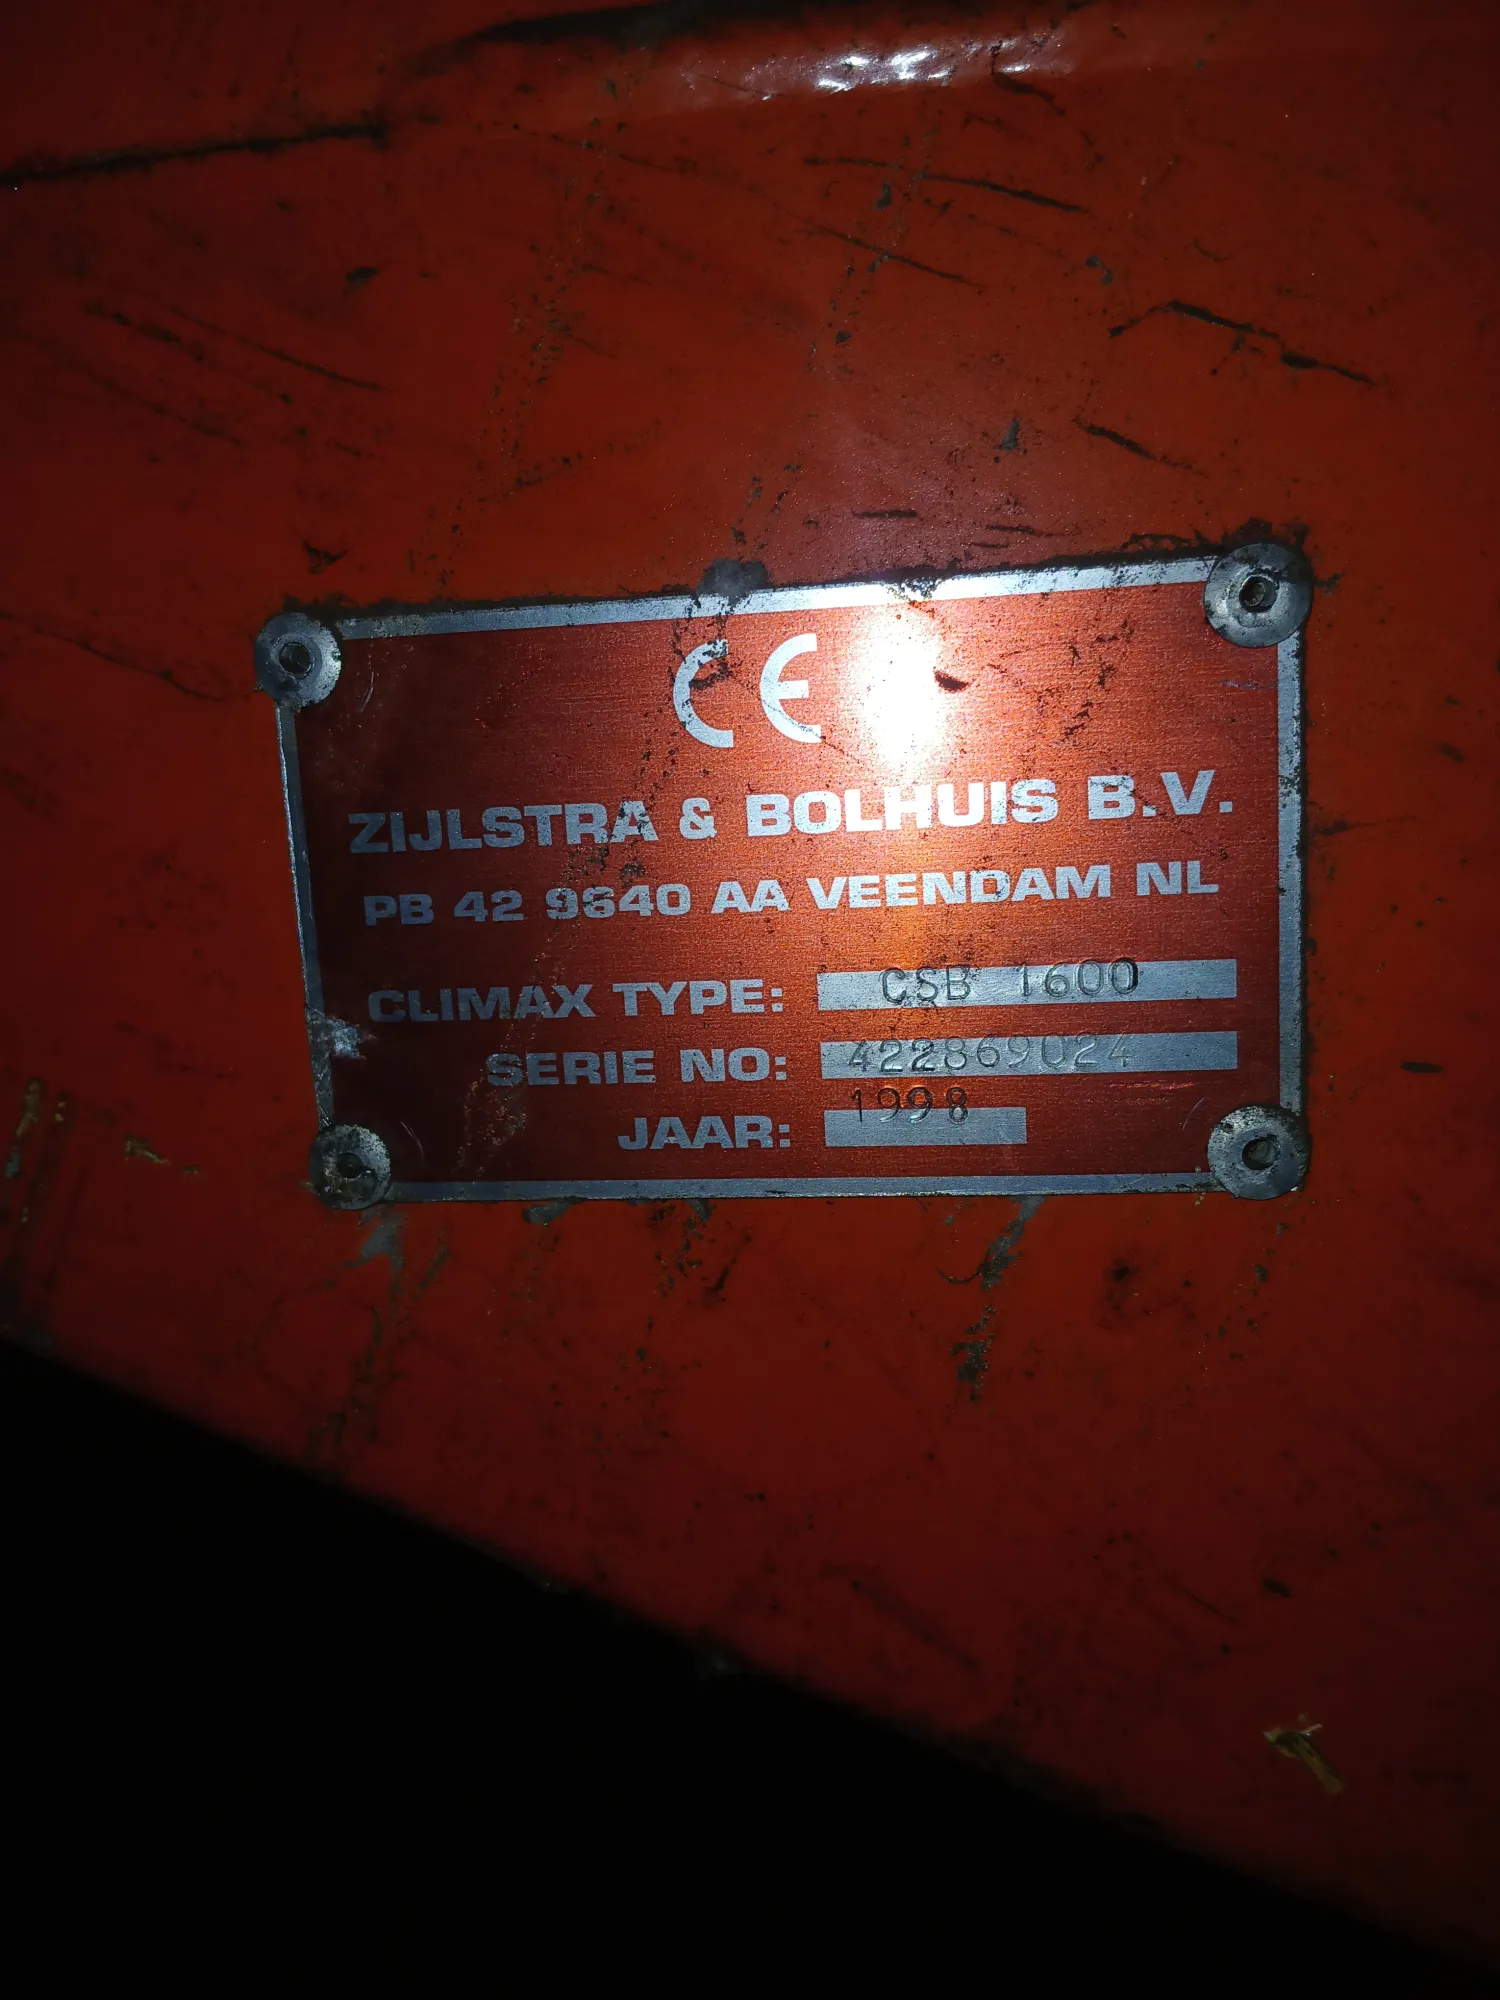 CE
ZIJLSTRA & BOLHUIS B.V.
PB 42 9640 AA VEENDAM NL
CLIMAX TYPE: CSB 1600
SERIE NO: 422869024
JAAR: 1998